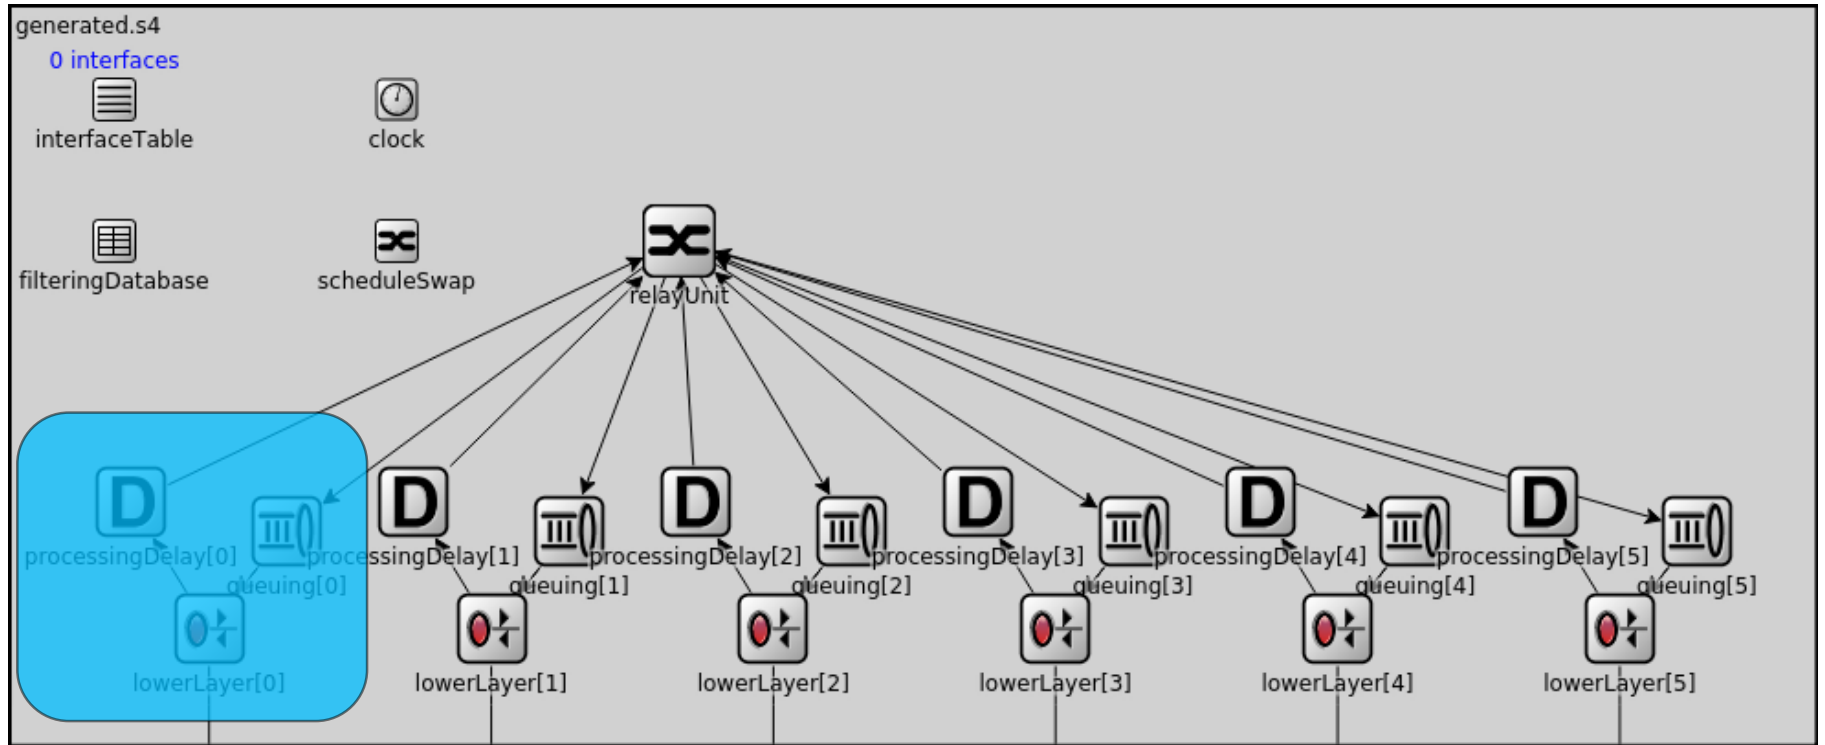 generated.s4
0 interfaces
interfaceTable
clock
filteringDatabase
scheduleSwap
relayUnit
D
D
D
D
D
D
processingDelay[0]
processingDelay[1]
processingDelay[2]
processingDelay[3]
processingDelay[4]
processingDelay[5]
queuing[0]
queuing[1]
queuing[2]
queuing[3]
queuing[4]
queuing[5]
lowerLayer[0]
lowerLayer[1]
lowerLayer[2]
lowerLayer[3]
lowerLayer[4]
lowerLayer[5]